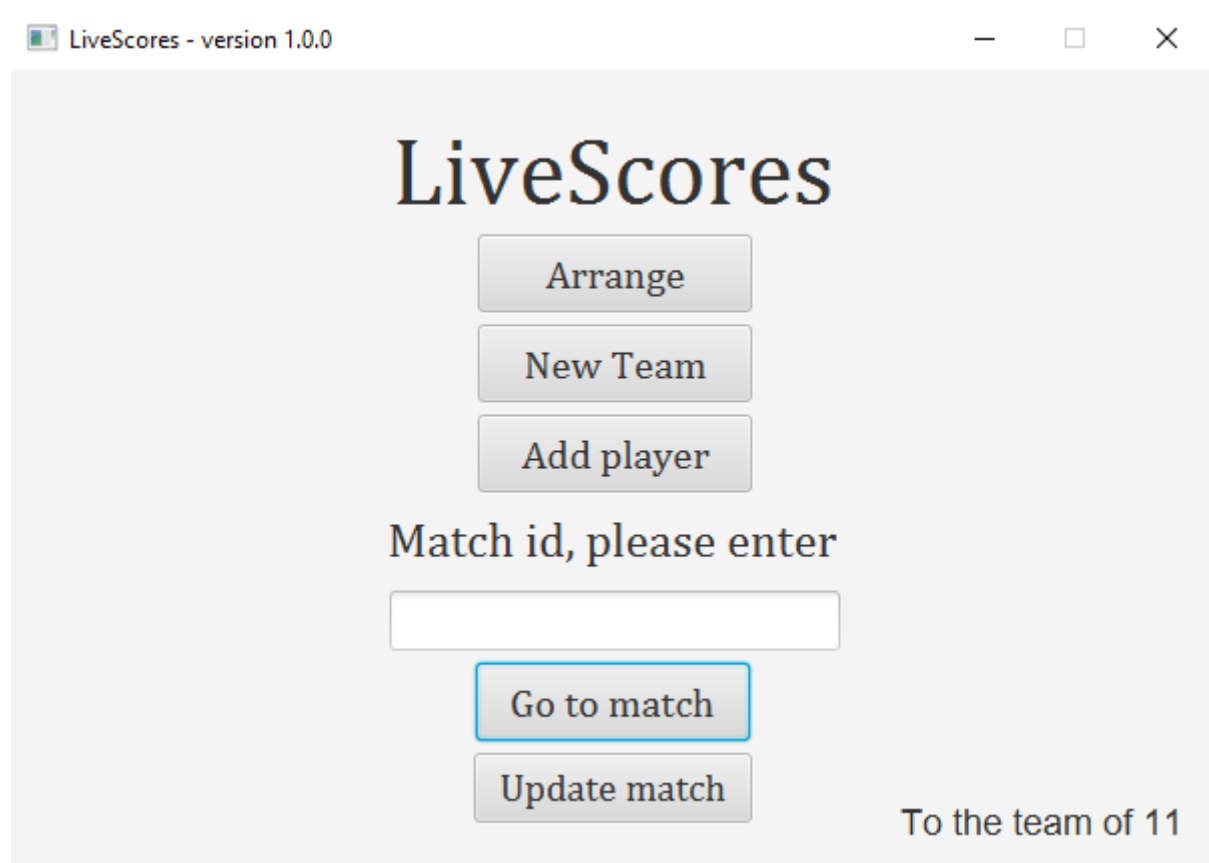 LiveScores - version 1.0.0
LiveScores
Arrange
New Team
Add player
Match id, please enter
Go to match
Update match
To the team of 11